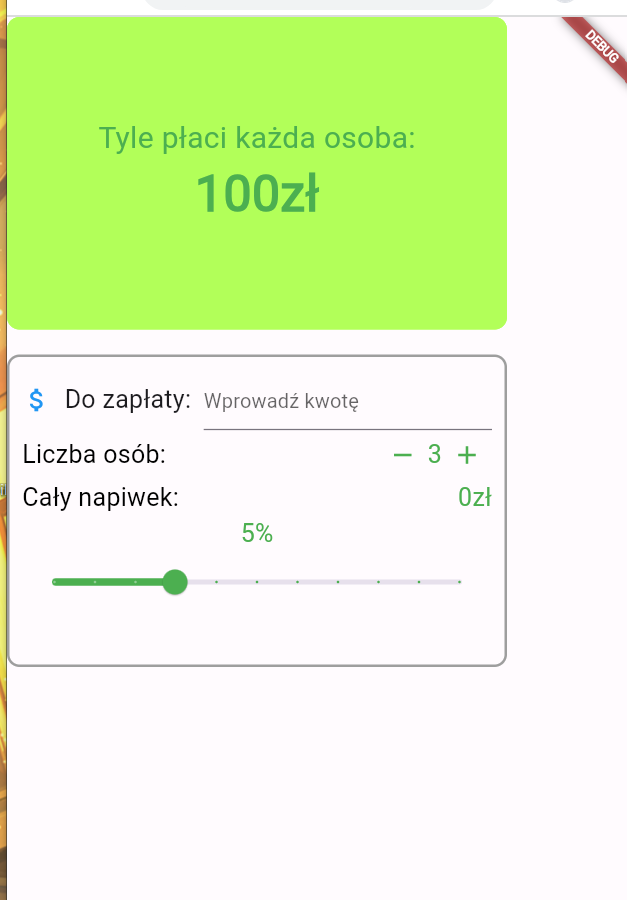 DEBUG
Tyle płaci każda osoba:
100zł
$ Do zapłaty: Wprowadź kwotę
Liczba osób: − 3 +
Cały napiwek: 0zł
5%